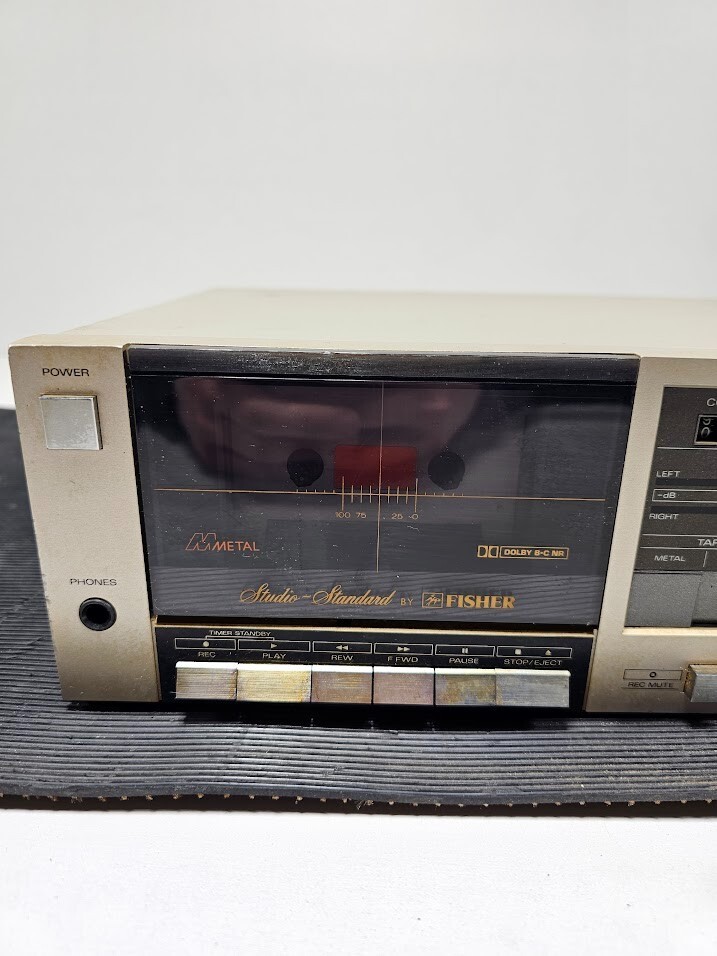 POWER
LEFT
-dB
RIGHT
METAL
100 75 25 0
METAL
DOLBY B-C NR
Studio-Standard BY FISHER
PHONES
TIMER STANDBY
REC PLAY REW F.FWD PAUSE STOP/EJECT
REC MUTE